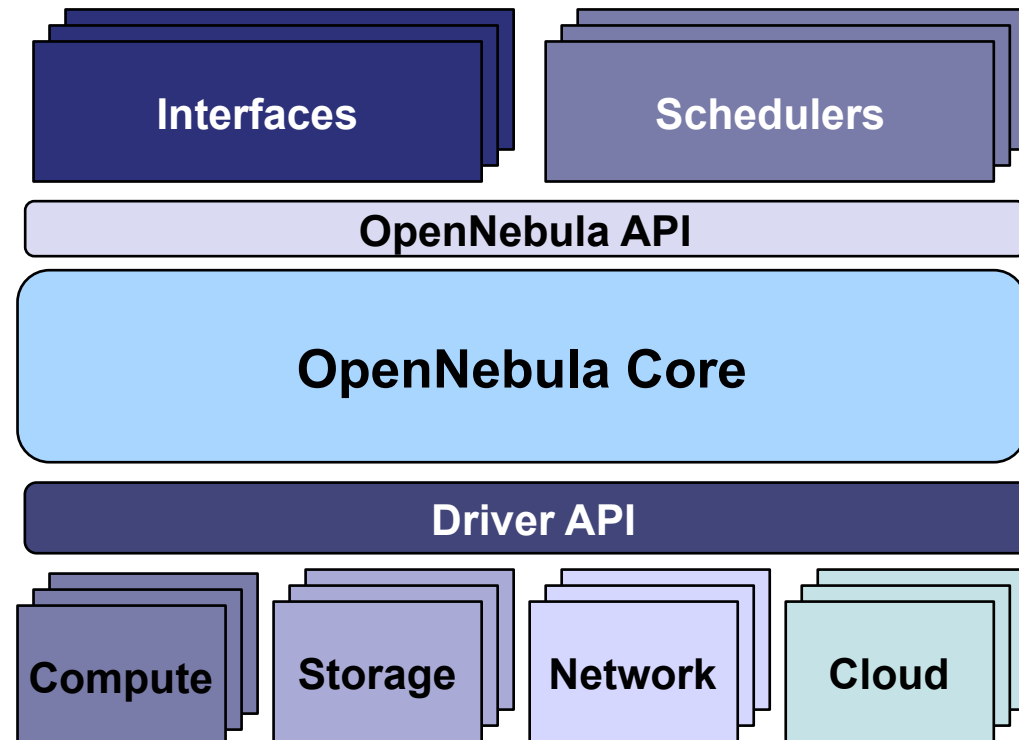 Interfaces
Schedulers
OpenNebula API
OpenNebula Core
Driver API
Compute
Storage
Network
Cloud